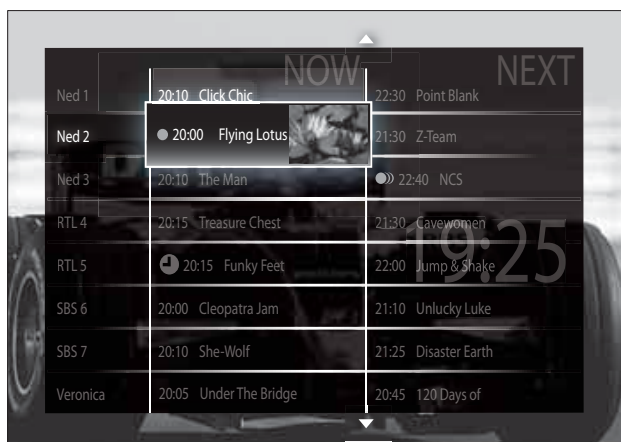 NOW NEXT
Ned 1 20:10 Click Chic 22:30 Point Blank
Ned 2 20:00 Flying Lotus 21:30 Z-Team
Ned 3 20:10 The Man 22:40 NCS
RTL 4 20:15 Treasure Chest 21:30 Cavewomen
19:25
RTL 5 20:15 Funky Feet 22:00 Jump & Shake
SBS 6 20:00 Cleopatra Jam 21:10 Unlucky Luke
SBS 7 20:10 She-Wolf 21:25 Disaster Earth
Veronica 20:05 Under The Bridge 20:45 120 Days of